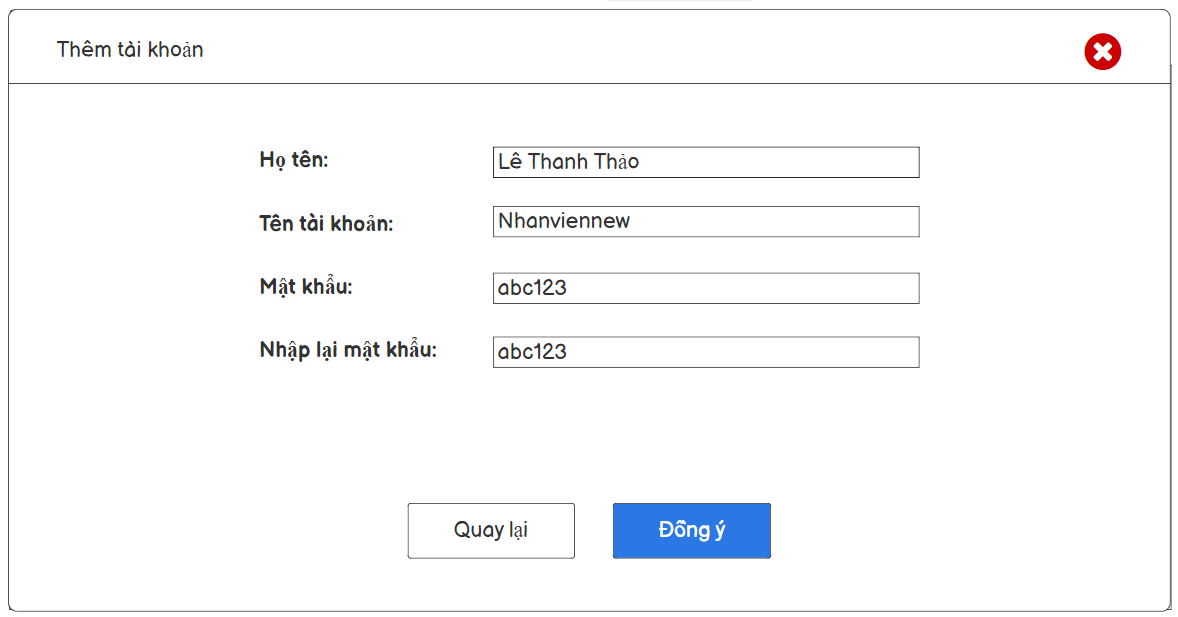 Thêm tài khoản
Họ tên:
Lê Thanh Thảo
Tên tài khoản:
Nhanviennew
Mật khẩu:
abc123
Nhập lại mật khẩu:
abc123
Quay lại
Đồng ý